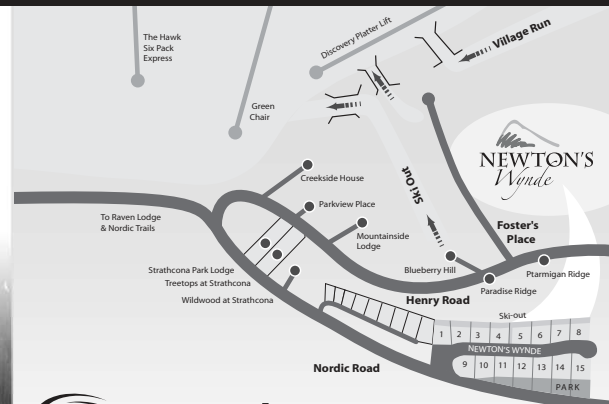 The Hawk
Six Pack
Express
Discovery Platter Lift
Village Run
Green
Chair
NEWTON'S
Wynde
Creekside House
Ski Out
Parkview Place
To Raven Lodge
& Nordic Trails
Mountainside
Lodge
Foster's
Place
Strathcona Park Lodge
Treetops at Strathcona
Wildwood at Strathcona
Blueberry Hill
Ptarmigan Ridge
Paradise Ridge
Henry Road
Ski-out
1 2 3 4 5 6 7 8
NEWTON'S WYNDE
9 10 11 12 13 14 15
Nordic Road
PARK